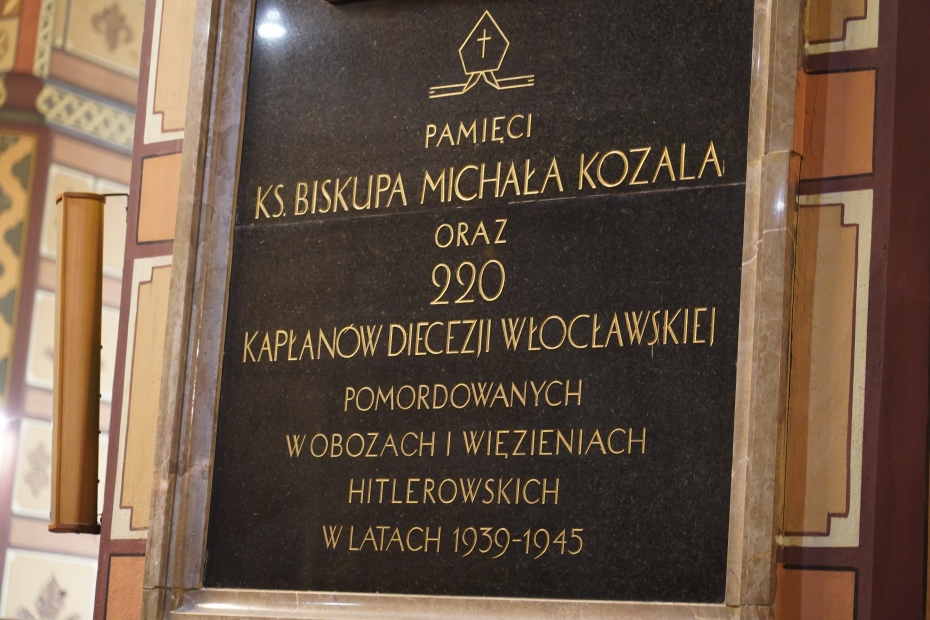 PAMIĘCI
KS. BISKUPA MICHAŁA KOZALA
ORAZ
220
KAPŁANÓW DIECEZJI WŁOCŁAWSKIEJ
POMORDOWANYCH
W OBOZACH I WIĘZIENIACH
HITLEROWSKICH
W LATACH 1939-1945